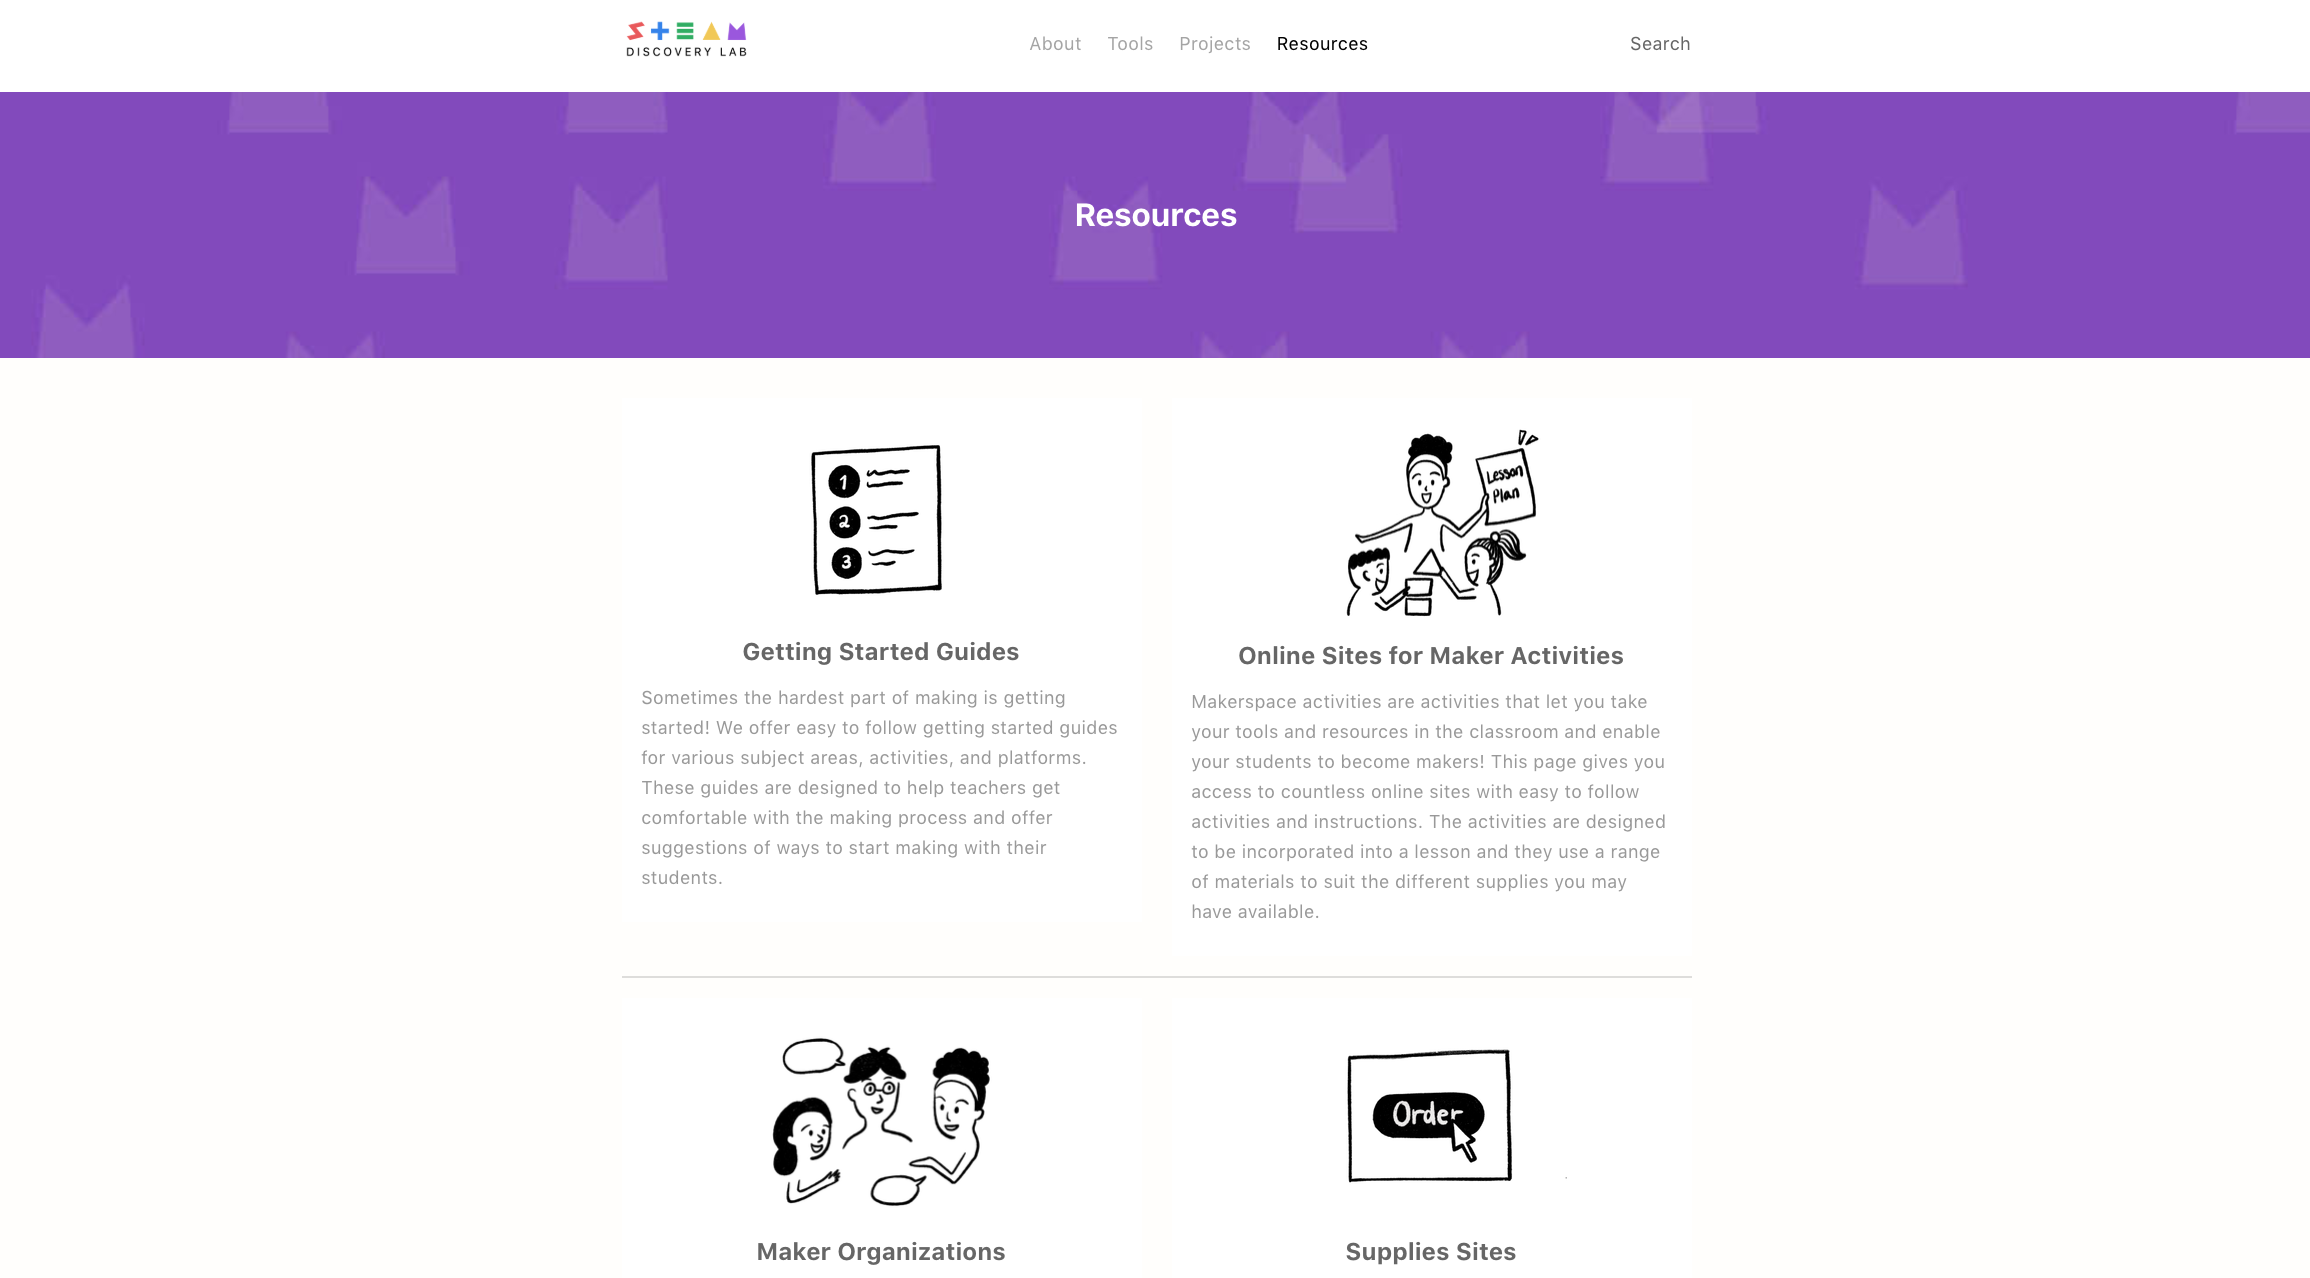 STEAM
DISCOVERY LAB
About Tools Projects Resources
Search
Resources
1
2
3
Getting Started Guides
Sometimes the hardest part of making is getting
started! We offer easy to follow getting started guides
for various subject areas, activities, and platforms.
These guides are designed to help teachers get
comfortable with the making process and offer
suggestions of ways to start making with their
students.
Lesson
Plan
Online Sites for Maker Activities
Makerspace activities are activities that let you take
your tools and resources in the classroom and enable
your students to become makers! This page gives you
access to countless online sites with easy to follow
activities and instructions. The activities are designed
to be incorporated into a lesson and they use a range
of materials to suit the different supplies you may
have available.
Maker Organizations
Order
Supplies Sites